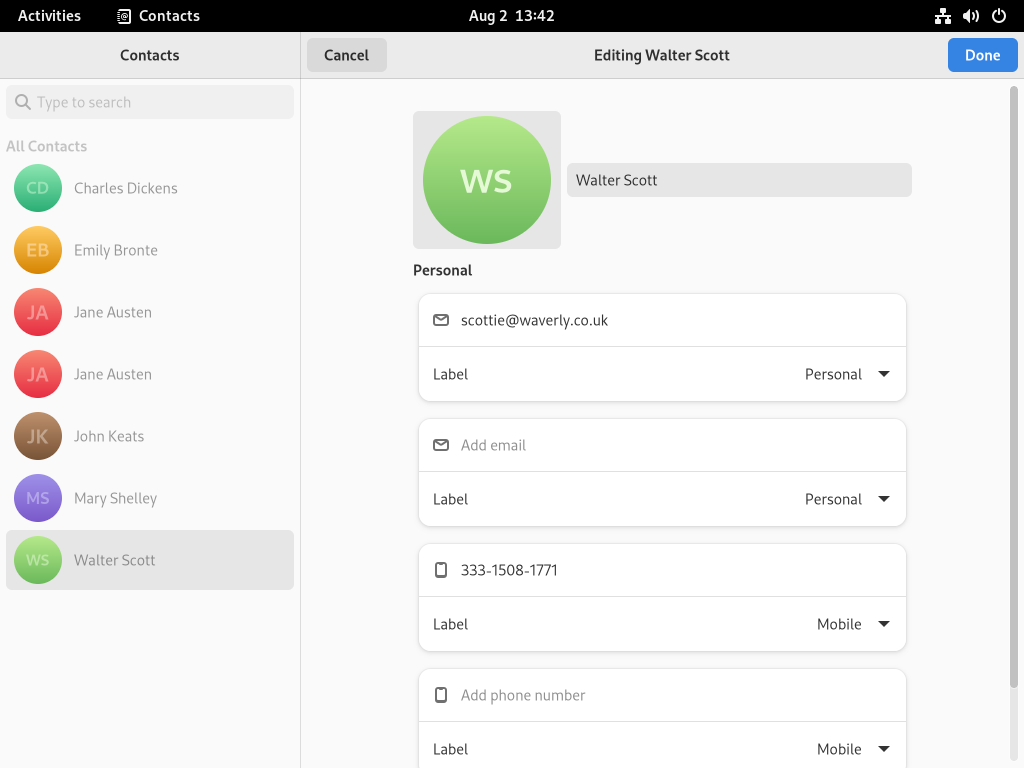 Activities
Contacts
Aug 2 13:42
Contacts
Cancel
Editing Walter Scott
Done
Type to search
All Contacts
CD Charles Dickens
EB Emily Bronte
JA Jane Austen
JA Jane Austen
JK John Keats
MS Mary Shelley
WS Walter Scott
WS
Walter Scott
Personal
scottie@waverly.co.uk
Label Personal
Add email
Label Personal
333-1508-1771
Label Mobile
Add phone number
Label Mobile